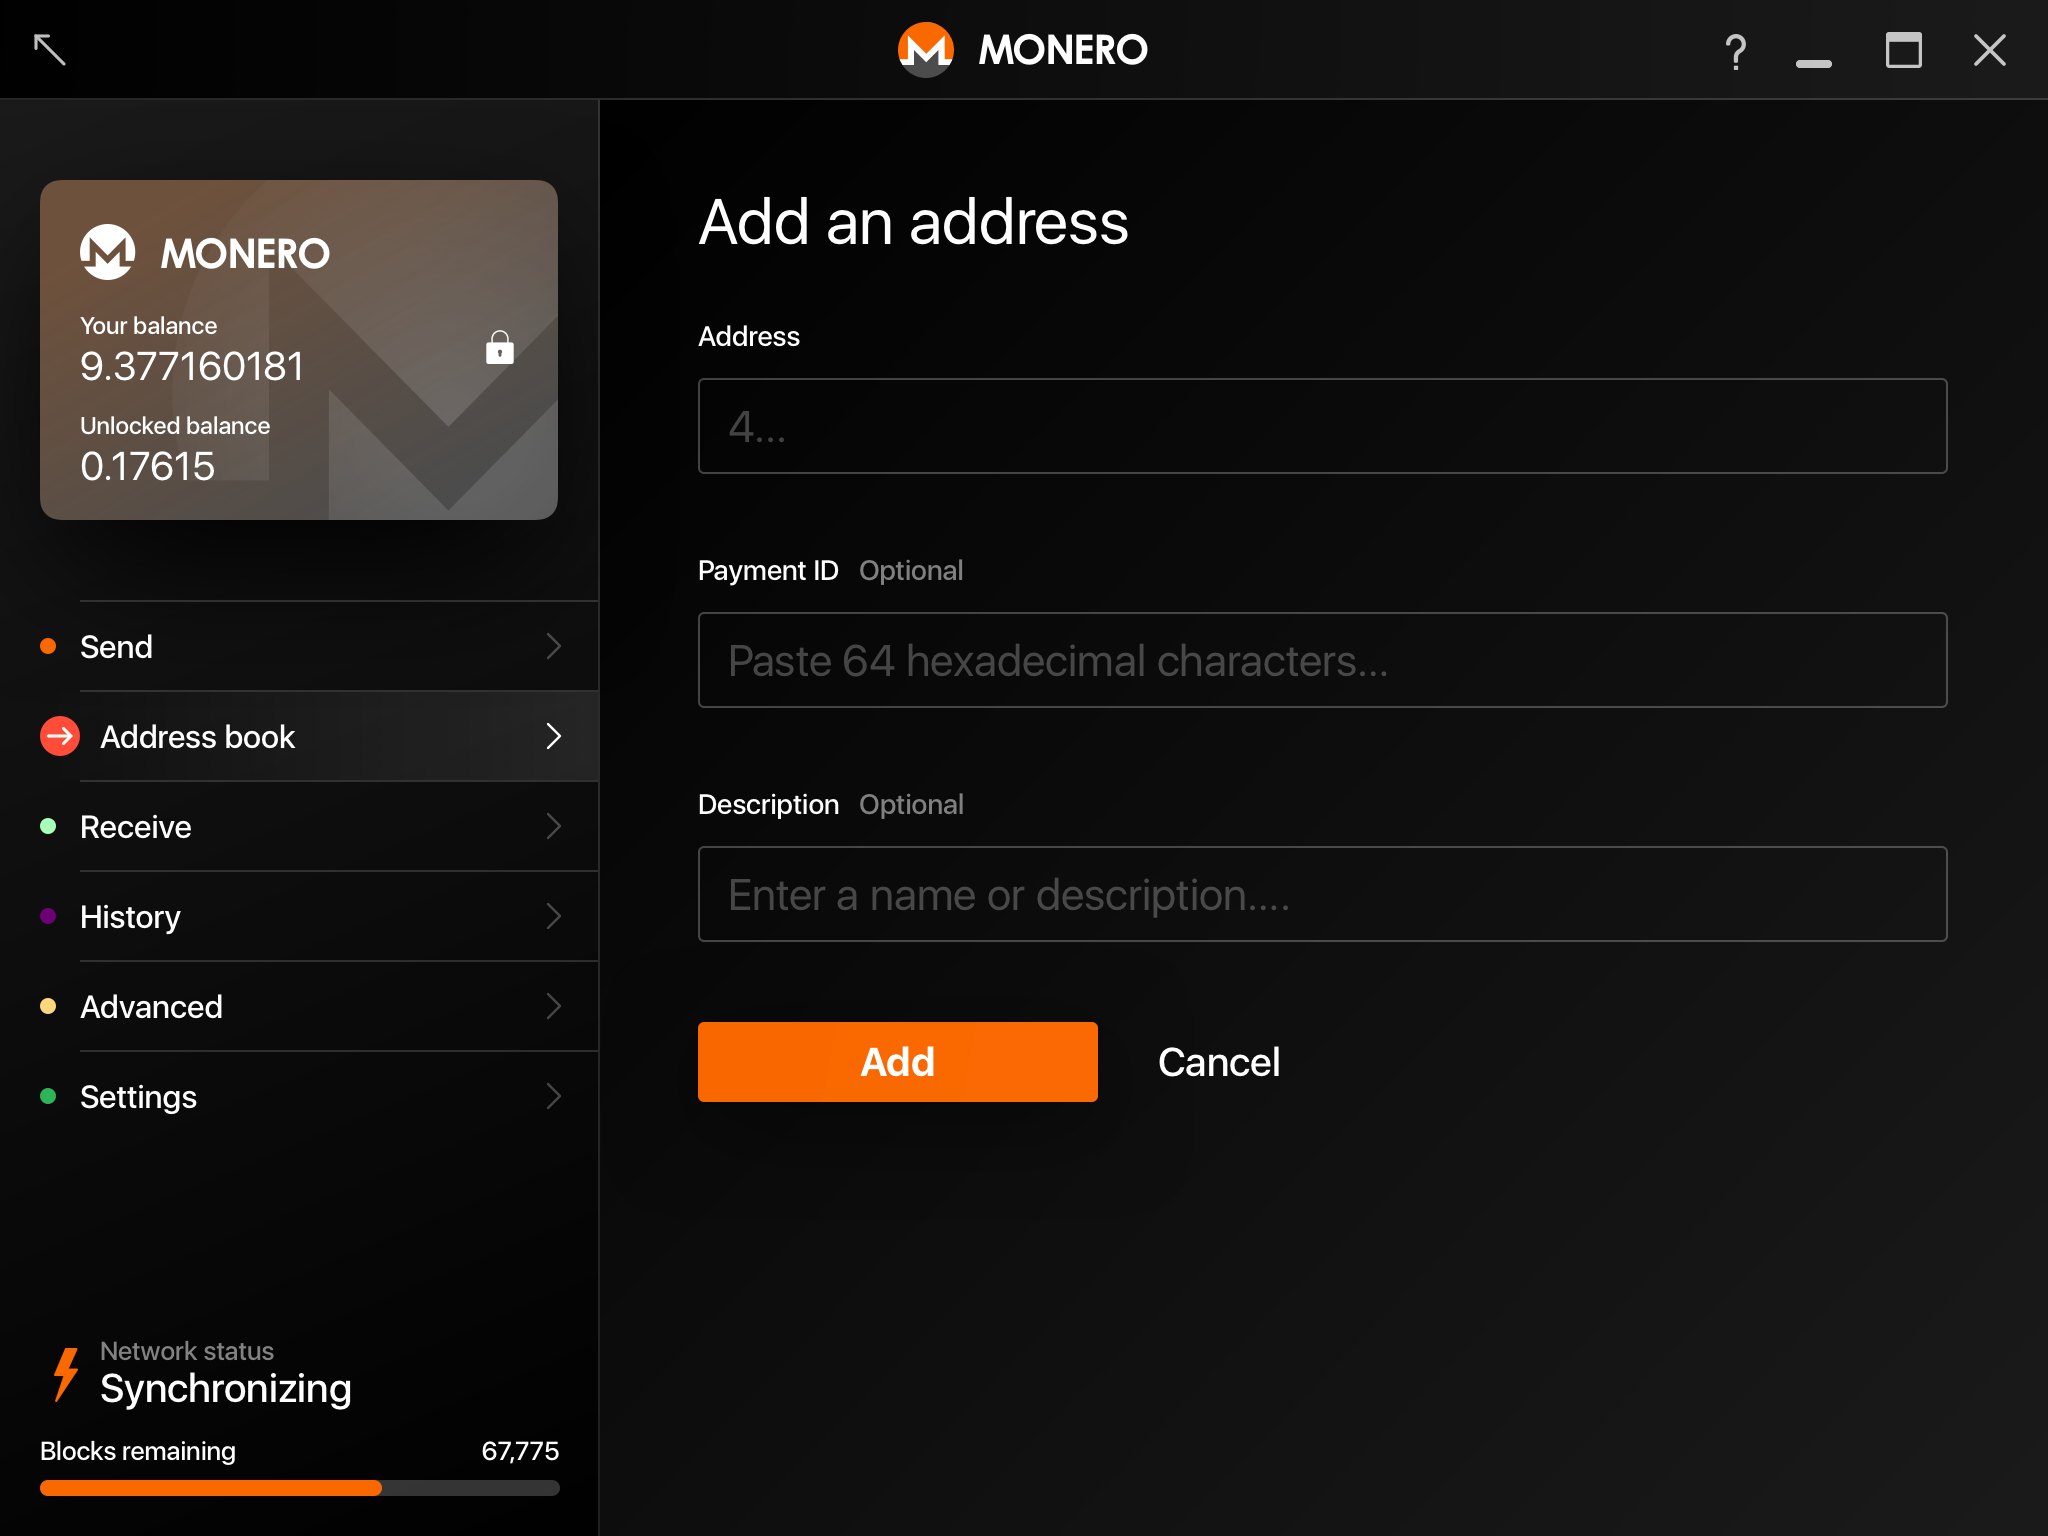 MONERO
?
MONERO
Your balance
9.377160181
Unlocked balance
0.17615
Send
Address book
Receive
History
Advanced
Settings
Network status
Synchronizing
Blocks remaining 67,775
Add an address
Address
4...
Payment ID Optional
Paste 64 hexadecimal characters...
Description Optional
Enter a name or description....
Add Cancel